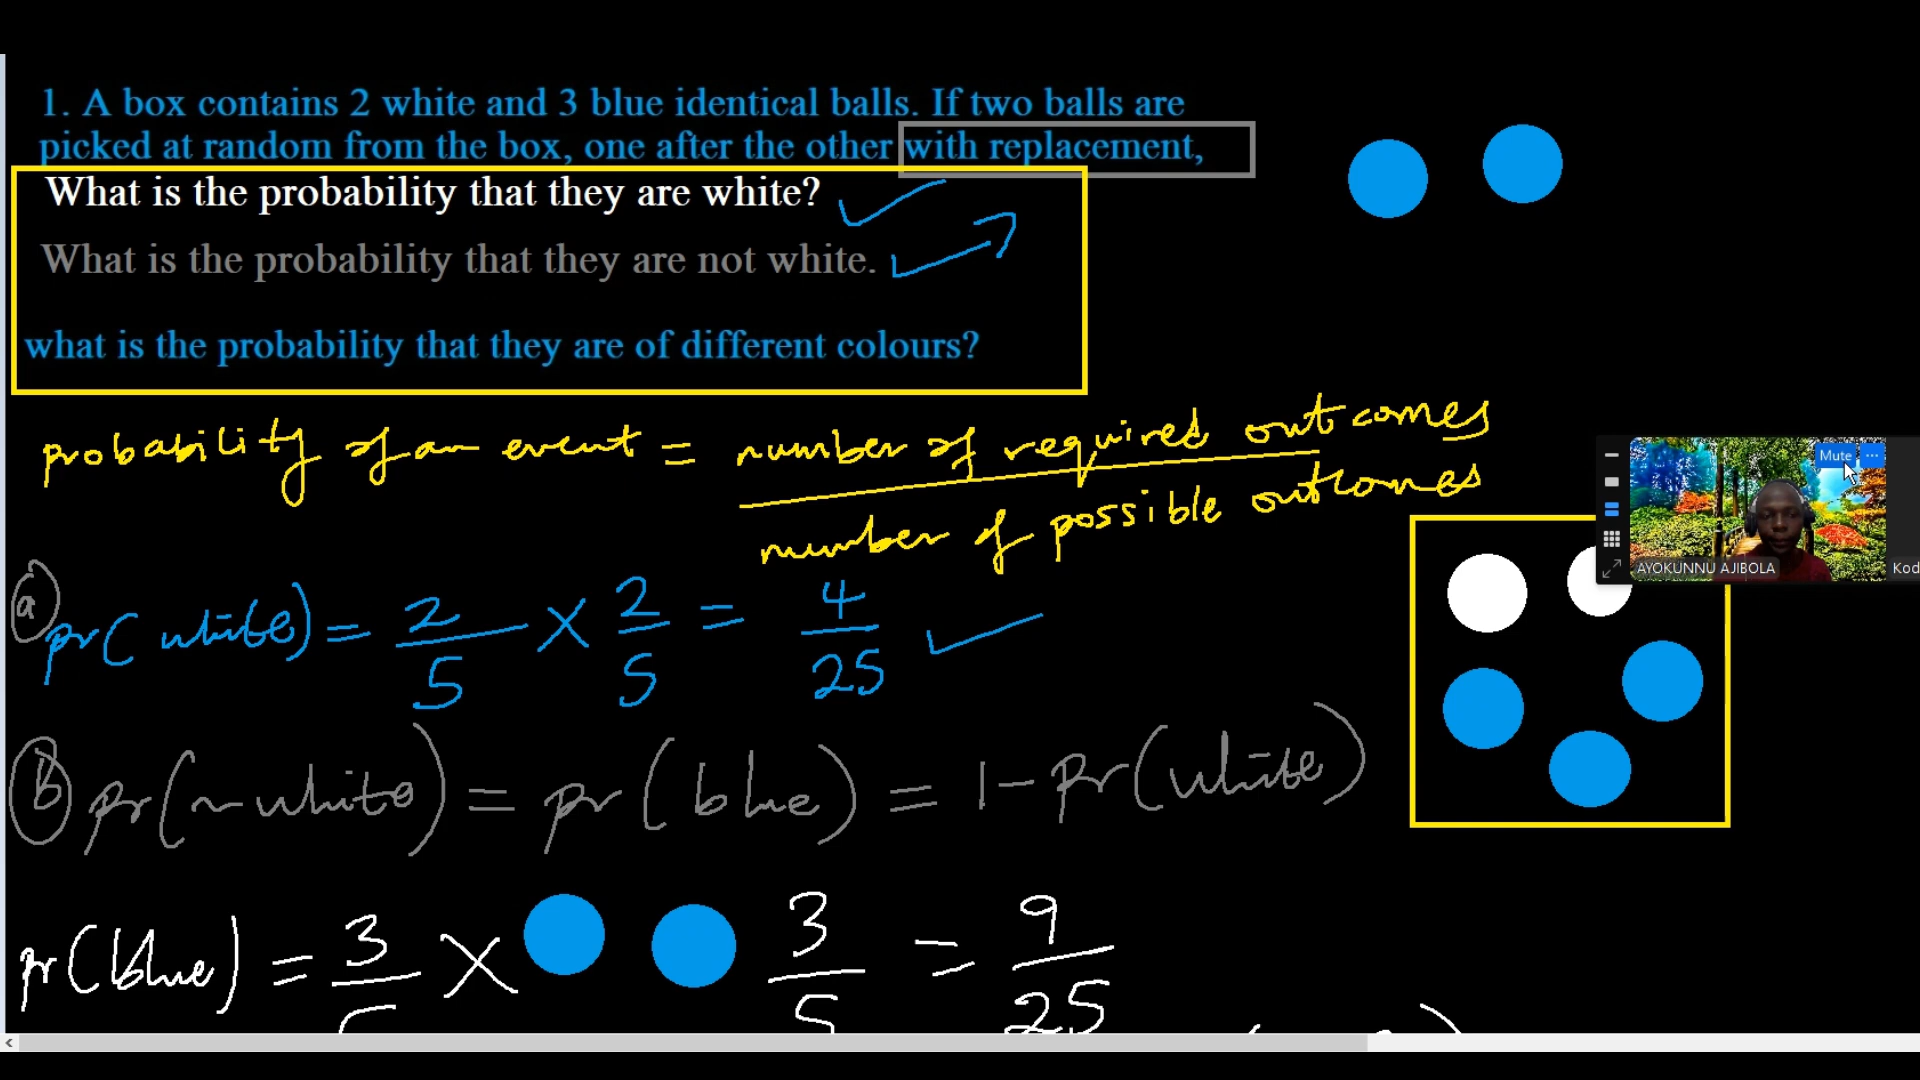 1. A box contains 2 white and 3 blue identical balls. If two balls are
picked at random from the box, one after the other with replacement,
What is the probability that they are white?
What is the probability that they are not white.
what is the probability that they are of different colours?
probability of an event = number of required outcomes
number of possible outcomes
Mute ...
AYOKUNNU AJIBOLA
Kod
a
pr(white) = 2/5 × 2/5 = 4/25
b pr(~white) = pr(blue) = 1 - Pr(white)
pr(blue) = 3/5 × 3/5 = 9/25